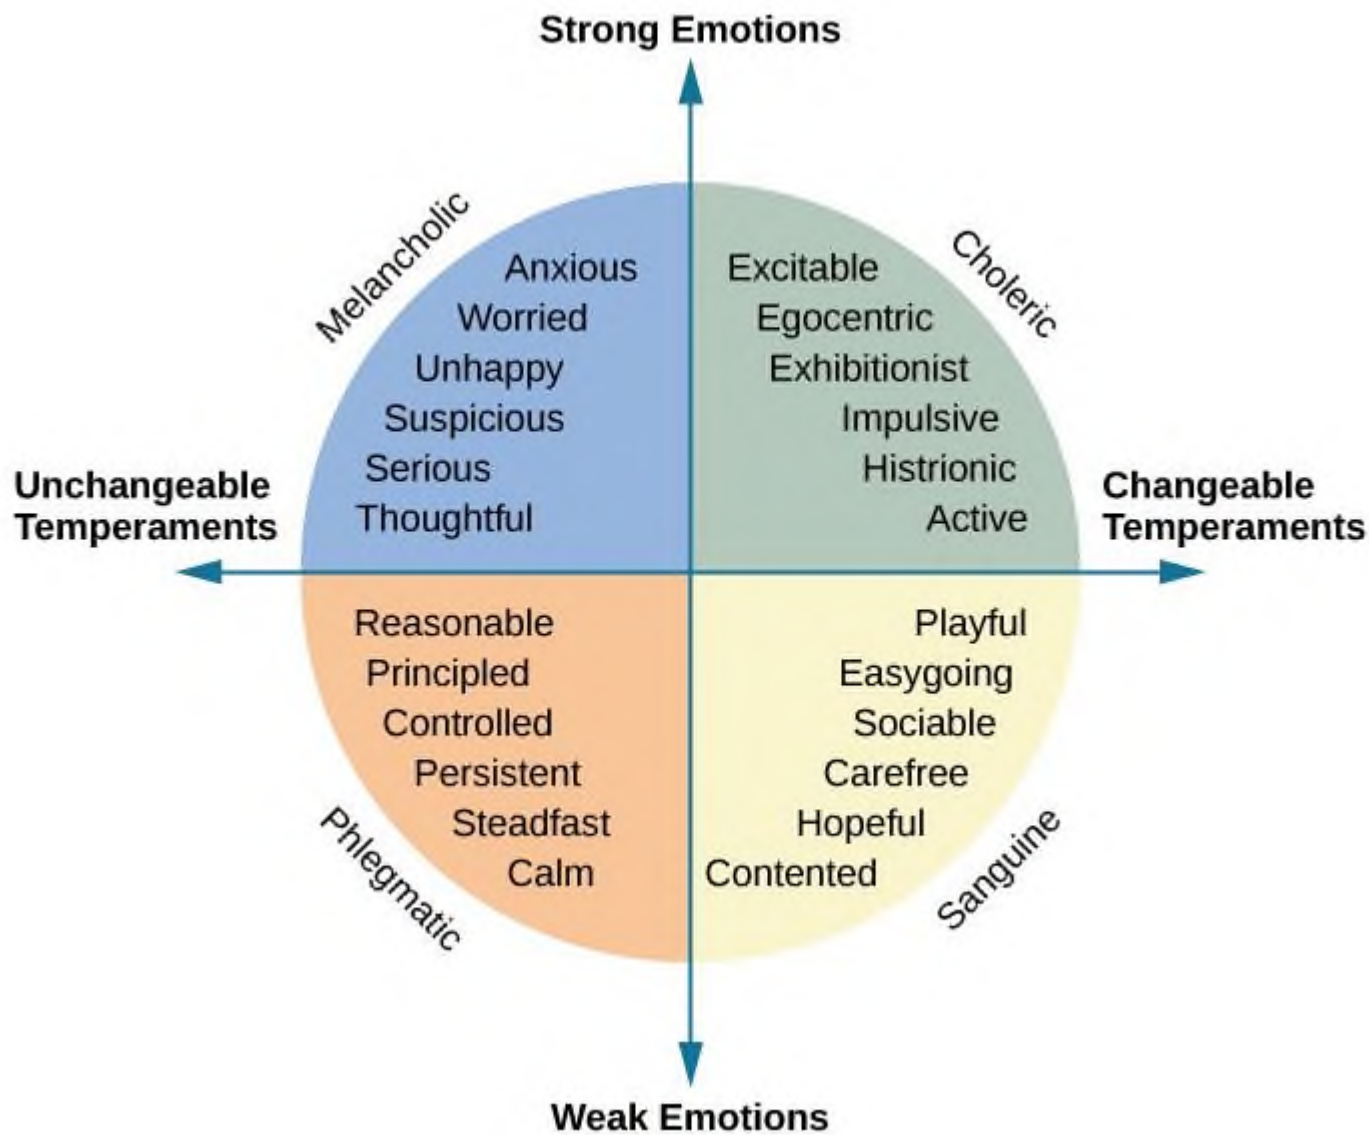 Strong Emotions
Melancholic
Choleric
Anxious
Worried
Unhappy
Suspicious
Serious
Thoughtful
Excitable
Egocentric
Exhibitionist
Impulsive
Histrionic
Active
Unchangeable
Temperaments
Changeable
Temperaments
Reasonable
Principled
Controlled
Persistent
Steadfast
Calm
Playful
Easygoing
Sociable
Carefree
Hopeful
Contented
Phlegmatic
Sanguine
Weak Emotions